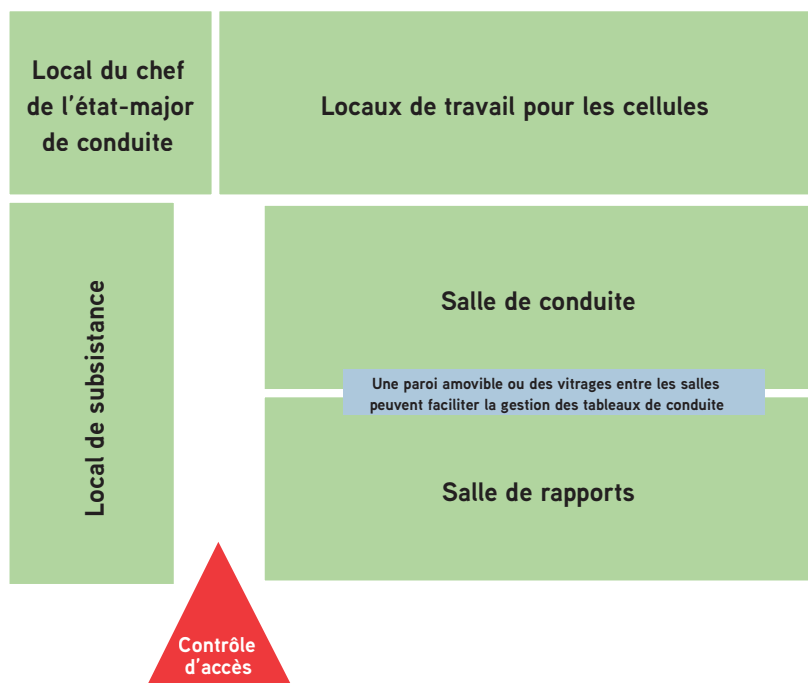 Local du chef
de l'état-major
de conduite
Locaux de travail pour les cellules
Local de subsistance
Salle de conduite
Une paroi amovible ou des vitrages entre les salles
peuvent faciliter la gestion des tableaux de conduite
Salle de rapports
Contrôle
d'accès